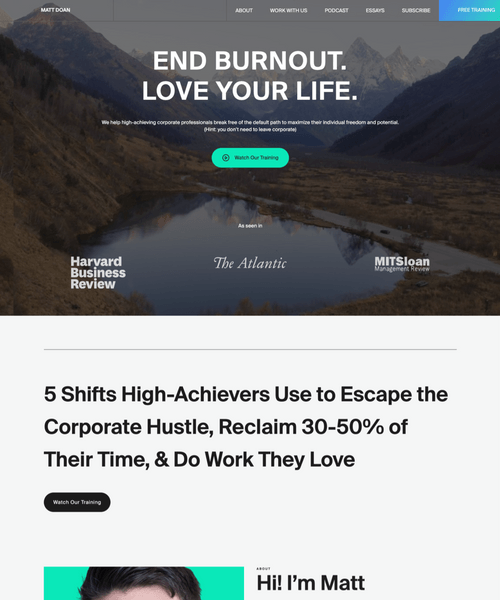 MATT DOAN
ABOUT
WORK WITH US
PODCAST
ESSAYS
SUBSCRIBE
FREE TRAINING
END BURNOUT.
LOVE YOUR LIFE.
We help high-achieving corporate professionals break free of the default path to maximize their individual freedom and potential.
(Hint: you don't need to leave corporate)
Watch Our Training
As seen in
Harvard
Business
Review
The Atlantic
MITSloan
Management Review
5 Shifts High-Achievers Use to Escape the
Corporate Hustle, Reclaim 30-50% of
Their Time, & Do Work They Love
Watch Our Training
ABOUT
Hi! I'm Matt